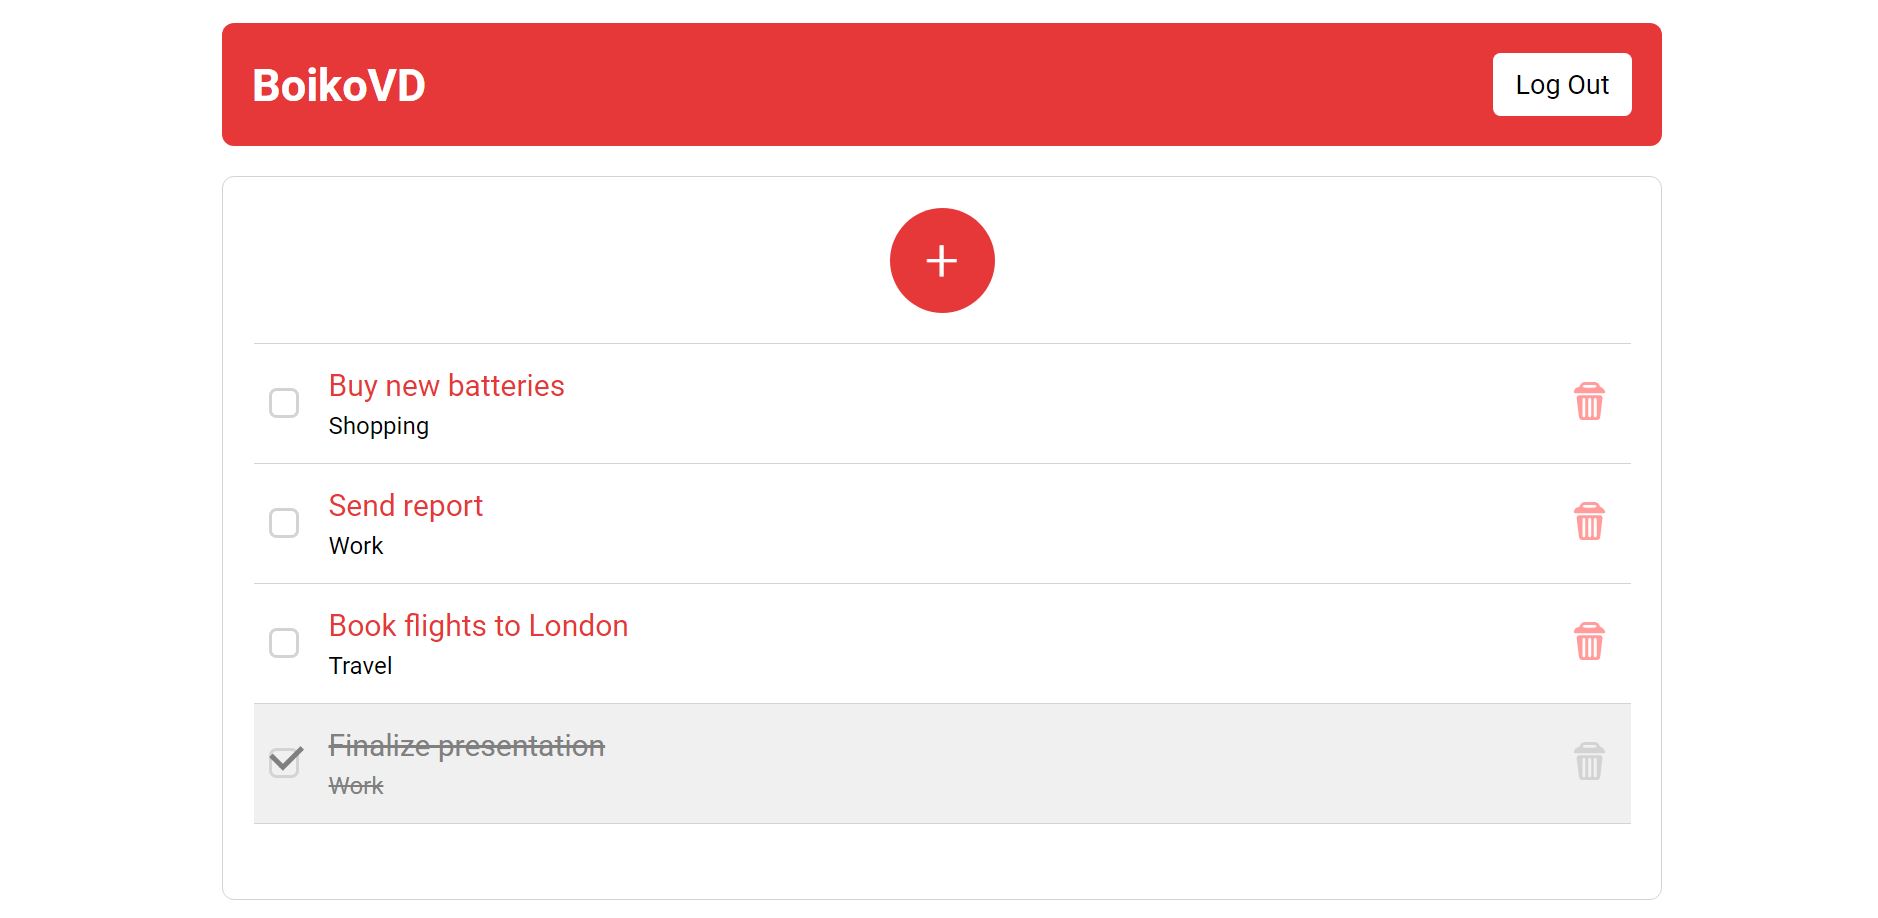 BoikoVD
Log Out
+
Buy new batteries
Shopping
Send report
Work
Book flights to London
Travel
Finalize presentation
Work